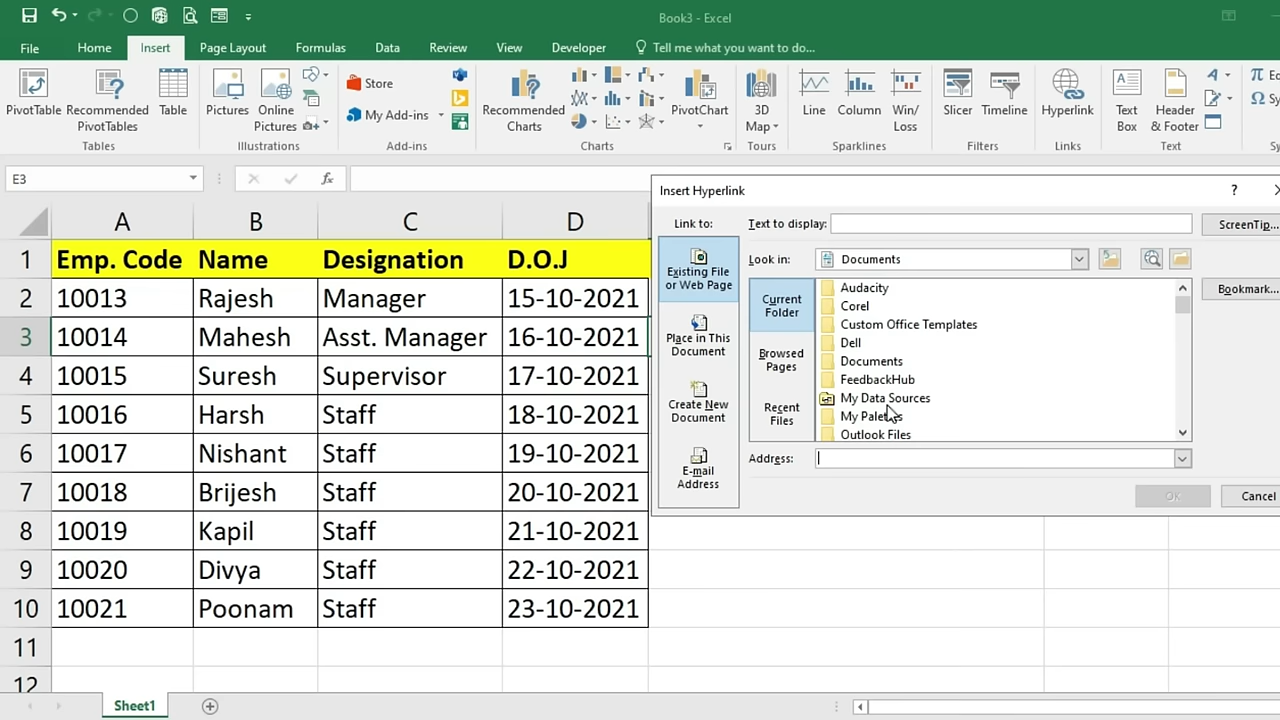 Book3 - Excel
File Home Insert Page Layout Formulas Data Review View Developer Tell me what you want to do...
PivotTable
Recommended PivotTables
Table
Tables
Pictures
Online Pictures
Illustrations
Store
My Add-ins
Add-ins
Recommended Charts
PivotChart
Charts
3D Map
Tours
Line
Column
Win/ Loss
Sparklines
Slicer
Timeline
Filters
Hyperlink
Links
Text Box
Header & Footer
Text
E3
fx
A B C D
1 Emp. Code Name Designation D.O.J
2 10013 Rajesh Manager 15-10-2021
3 10014 Mahesh Asst. Manager 16-10-2021
4 10015 Suresh Supervisor 17-10-2021
5 10016 Harsh Staff 18-10-2021
6 10017 Nishant Staff 19-10-2021
7 10018 Brijesh Staff 20-10-2021
8 10019 Kapil Staff 21-10-2021
9 10020 Divya Staff 22-10-2021
10 10021 Poonam Staff 23-10-2021
11
12
Insert Hyperlink ?
Link to:
Text to display:
ScreenTip...
Existing File or Web Page
Place in This Document
Create New Document
E-mail Address
Look in: Documents
Bookmark...
Current Folder
Browsed Pages
Recent Files
Audacity
Corel
Custom Office Templates
Dell
Documents
FeedbackHub
My Data Sources
My Palettes
Outlook Files
Address:
OK
Cancel
Sheet1